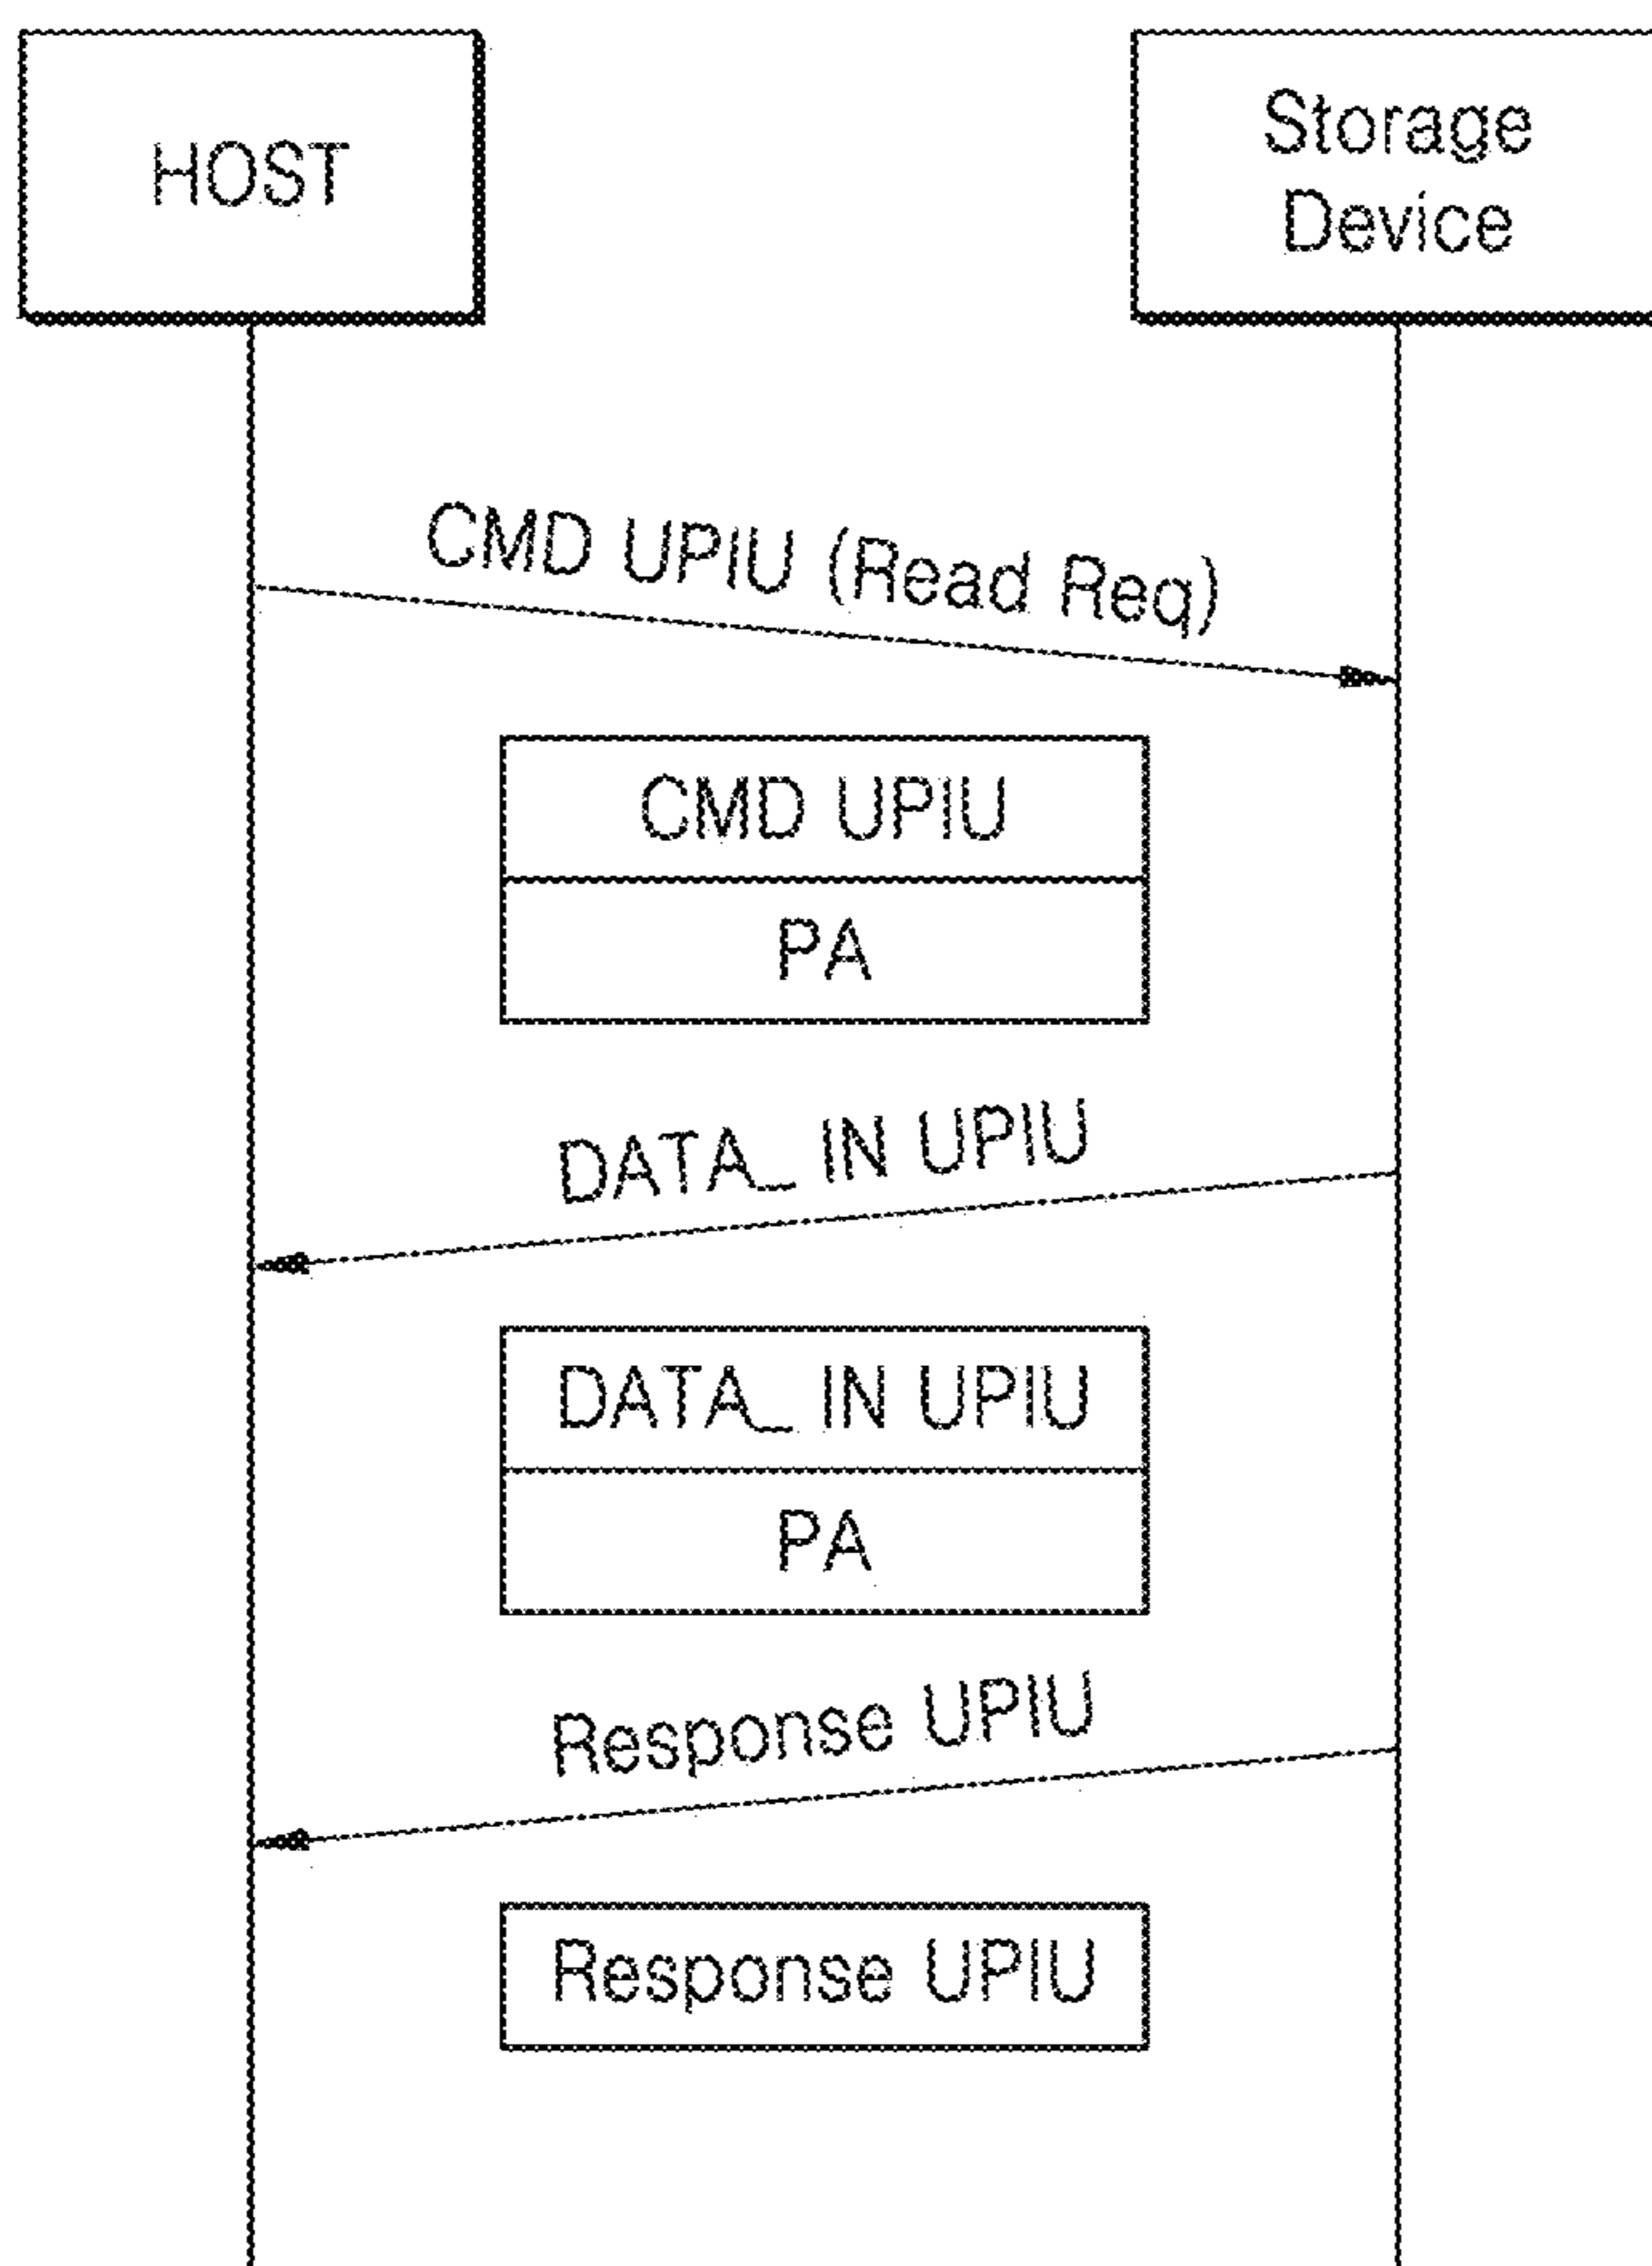 HOST
Storage
Device
CMD UPIU (Read Req)
CMD UPIU
PA
DATA_ IN UPIU
DATA_ IN UPIU
PA
Response UPIU
Response UPIU